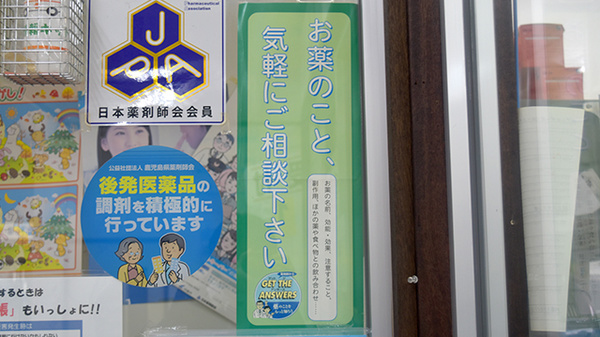 Pharmaceutical
Association
JPA
日本薬剤師会会員
公益社団法人 鹿児島県薬剤師会
後発医薬品の
調剤を積極的に
行っています
お薬のこと、
気軽にご相談下さい
お薬の名前、効能・効果、注意すること、
副作用、ほかの薬や食べ物との飲み合わせ……
GET THE
ANSWERS
するときは
帳」もいっしょに!!